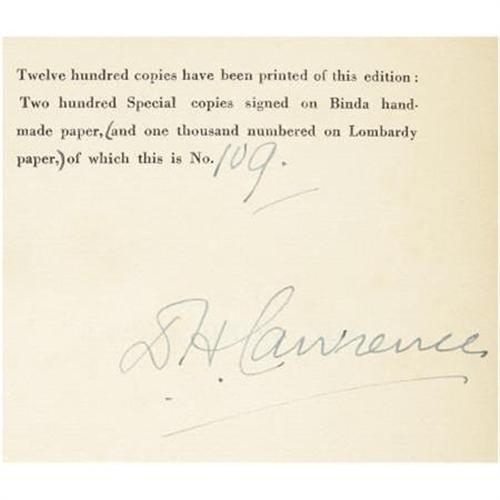 Twelve hundred copies have been printed of this edition:
Two hundred Special copies signed on Binda hand-
made paper, (and one thousand numbered on Lombardy
paper,) of which this is No. 109.
D. H. Lawrence